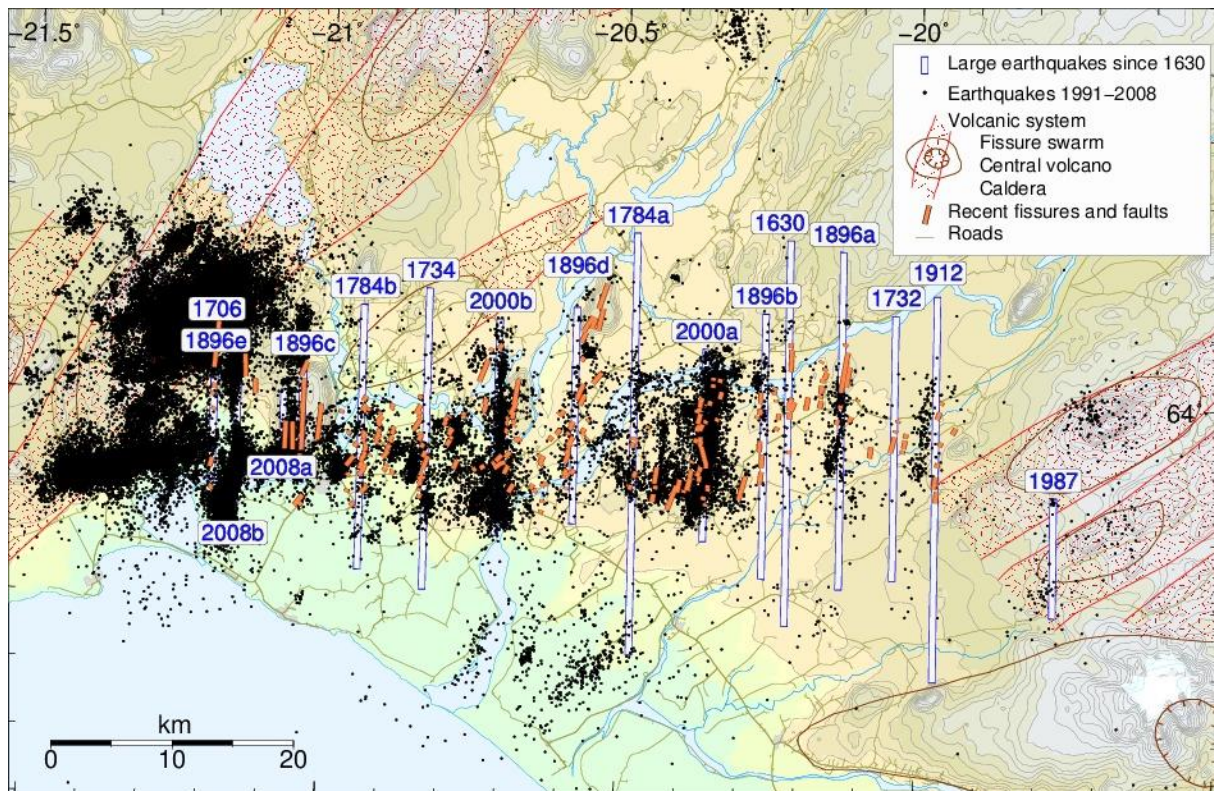 -21.5°
-21°
-20.5°
-20°
Large earthquakes since 1630
Earthquakes 1991-2008
Volcanic system
Fissure swarm
Central volcano
Caldera
Recent fissures and faults
Roads
1784a
1630
1896a
1734
1896d
1912
1784b
2000b
1896b
1732
1706
2000a
1896e
1896c
64°
2008a
1987
2008b
km
0 10 20